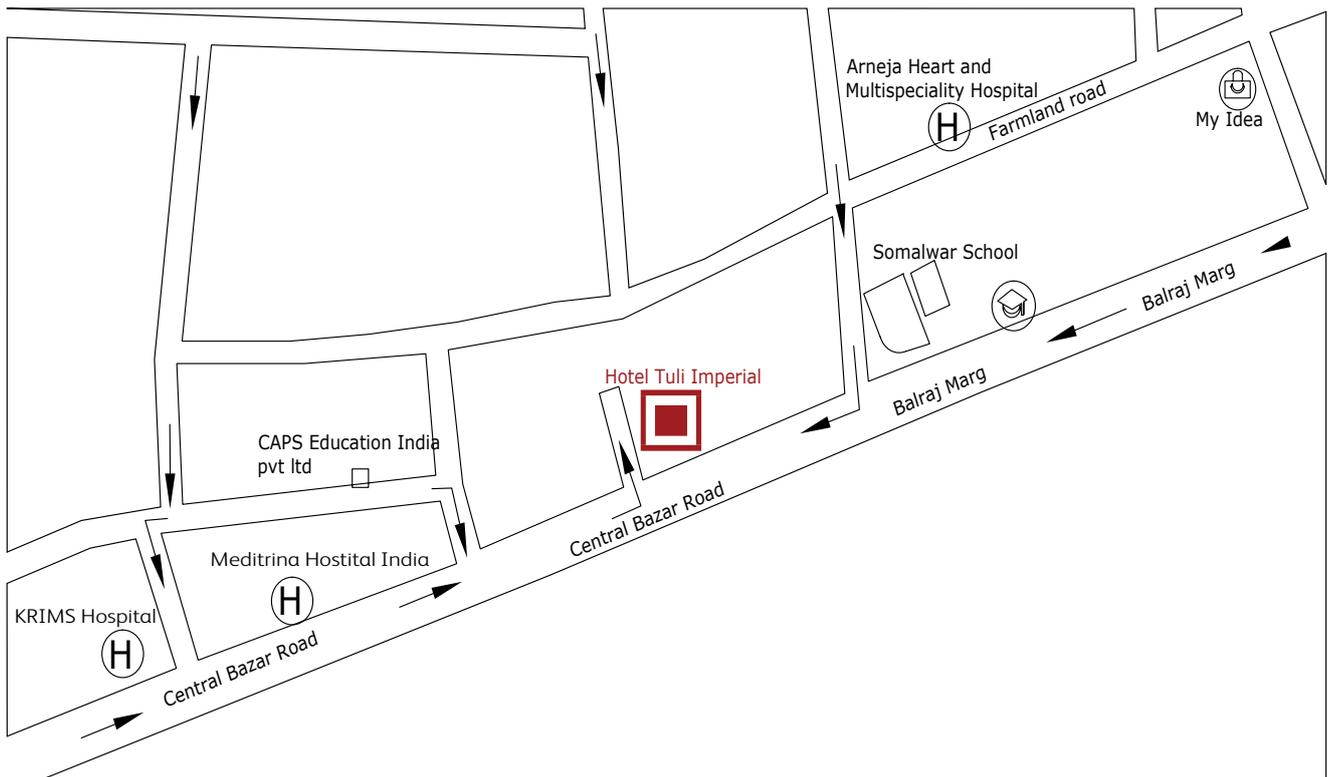 Arneja Heart and
Multispeciality Hospital
H
Farmland road
My Idea
Somalwar School
Balraj Marg
Balraj Marg
Hotel Tuli Imperial
CAPS Education India
pvt ltd
Central Bazar Road
Meditrina Hostital India
H
KRIMS Hospital
H
Central Bazar Road